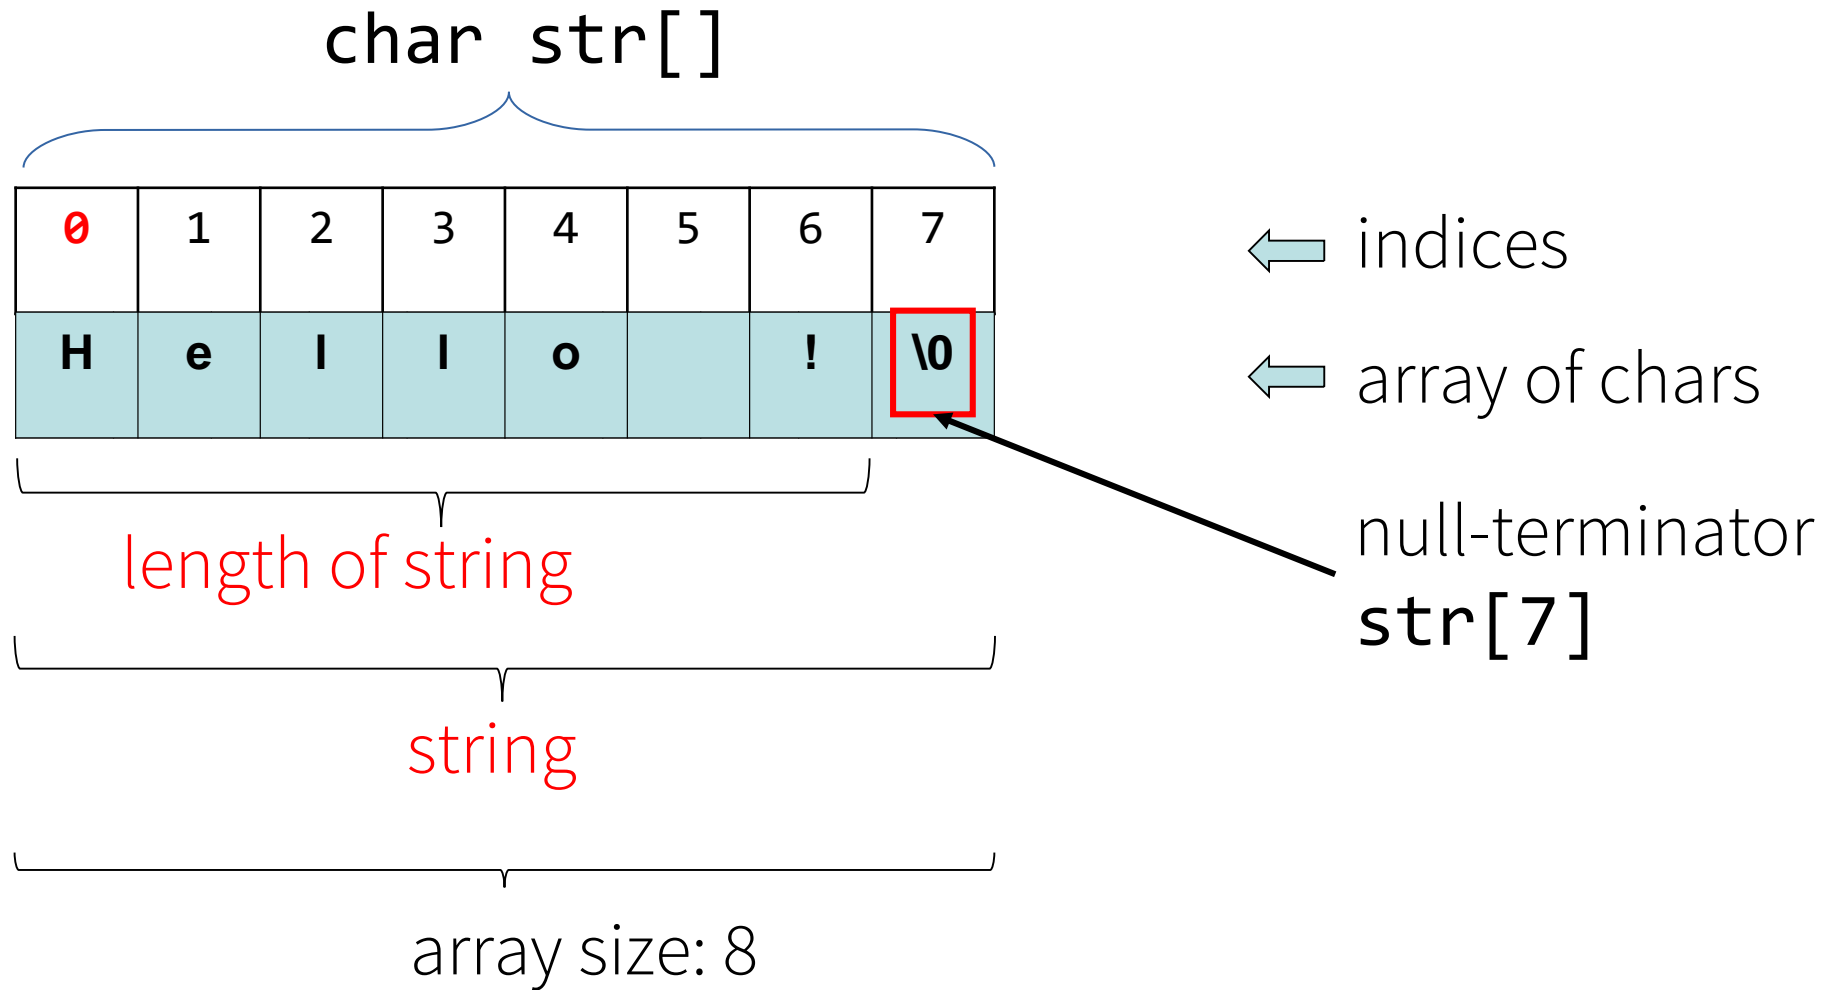 char str[]
0 1 2 3 4 5 6 7
indices
H e l l o ! \0
array of chars
length of string
null-terminator
str[7]
string
array size: 8